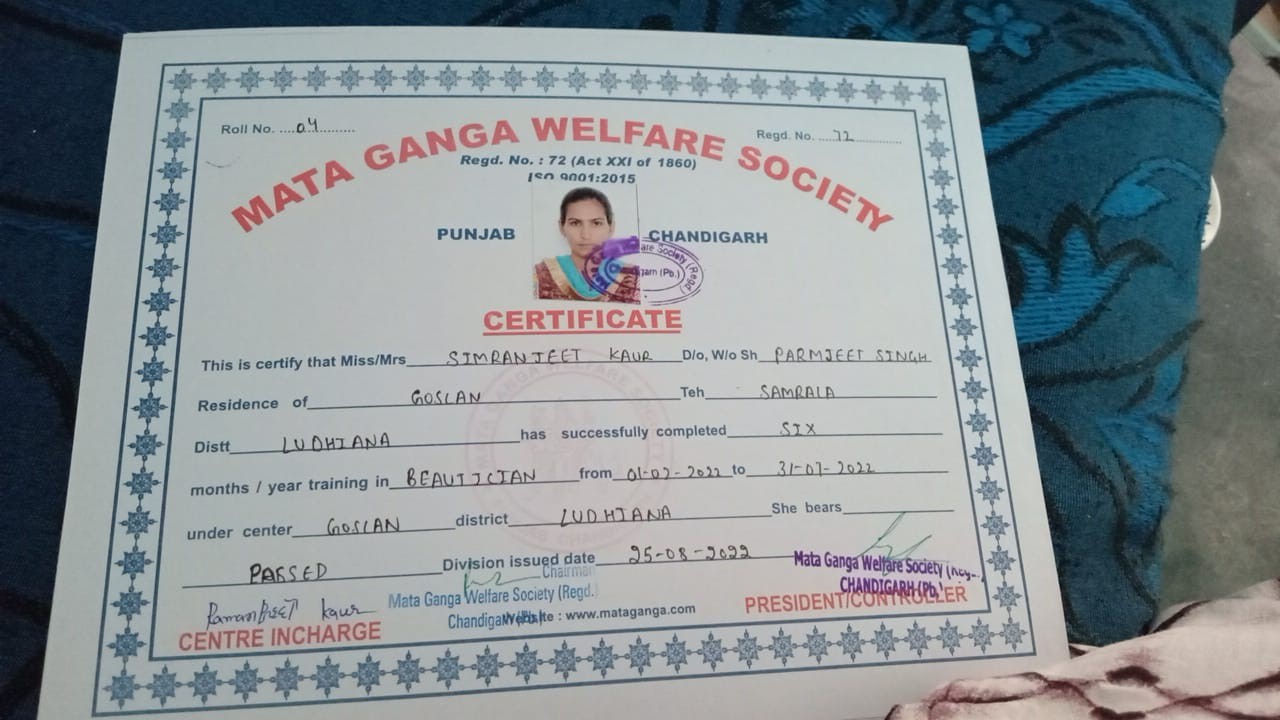 Roll No. ....04.........
Regd. No. ....72..............
MATA GANGA WELFARE SOCIETY
Regd. No. : 72 (Act XXI of 1860)
ISO 9001:2015
PUNJAB CHANDIGARH
CERTIFICATE
This is certify that Miss/Mrs SIMRANJEET KAUR D/o, W/o Sh PARMJEET SINGH
Residence of GOSLAN Teh SAMRALA
Distt LUDHIANA has successfully completed SIX
months / year training in BEAUTICIAN from 01-02-2022 to 31-07-2022
under center GOSLAN district LUDHIANA She bears
PASSED Division issued date 25-08-2022
Chairman
Mata Ganga Welfare Society (Regd.
Mata Ganga Welfare Society
CHANDIGARH (Pb.)
PRESIDENT/CONTROLLER
Ramanpreet Kaur
CENTRE INCHARGE
Chandigarh Website : www.mataganga.com